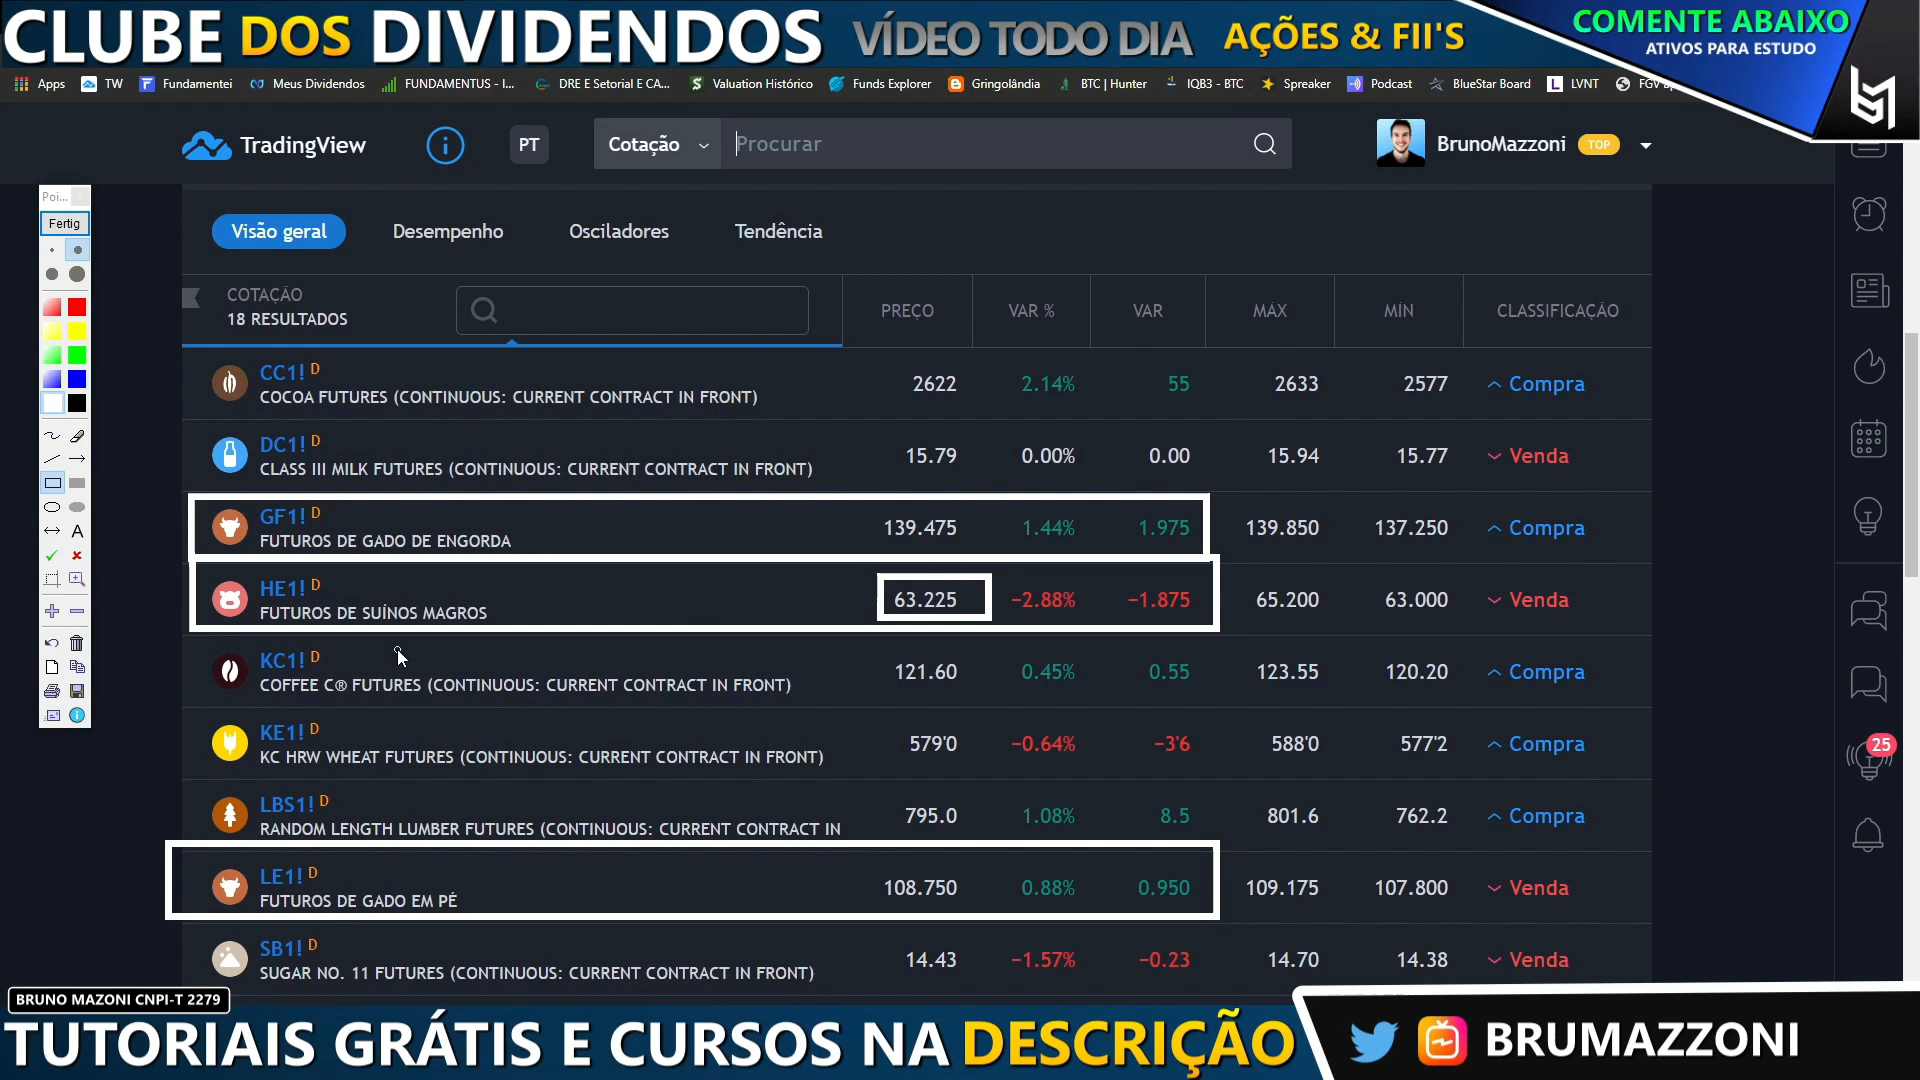 CLUBE DOS DIVIDENDOS VÍDEO TODO DIA AÇÕES & FII'S
COMENTE ABAIXO
ATIVOS PARA ESTUDO
Apps TW Fundamentei Meus Dividendos FUNDAMENTUS - I... DRE E Setorial E CA... Valuation Histórico Funds Explorer Gringolândia BTC | Hunter IQB3 - BTC Spreaker Podcast BlueStar Board LVNT
TradingView PT Cotação Procurar BrunoMazzoni TOP
Poi...
Fertig
Visão geral Desempenho Osciladores Tendência
COTAÇÃO
18 RESULTADOS
PREÇO VAR % VAR MÁX MÍN CLASSIFICAÇÃO
CC1! D
COCOA FUTURES (CONTINUOUS: CURRENT CONTRACT IN FRONT)
2622 2.14% 55 2633 2577 Compra
DC1! D
CLASS III MILK FUTURES (CONTINUOUS: CURRENT CONTRACT IN FRONT)
15.79 0.00% 0.00 15.94 15.77 Venda
GF1! D
FUTUROS DE GADO DE ENGORDA
139.475 1.44% 1.975 139.850 137.250 Compra
HE1! D
FUTUROS DE SUÍNOS MAGROS
63.225 −2.88% −1.875 65.200 63.000 Venda
KC1! D
COFFEE C® FUTURES (CONTINUOUS: CURRENT CONTRACT IN FRONT)
121.60 0.45% 0.55 123.55 120.20 Compra
KE1! D
KC HRW WHEAT FUTURES (CONTINUOUS: CURRENT CONTRACT IN FRONT)
579'0 −0.64% −3'6 588'0 577'2 Compra
LBS1! D
RANDOM LENGTH LUMBER FUTURES (CONTINUOUS: CURRENT CONTRACT IN
795.0 1.08% 8.5 801.6 762.2 Compra
LE1! D
FUTUROS DE GADO EM PÉ
108.750 0.88% 0.950 109.175 107.800 Venda
SB1! D
SUGAR NO. 11 FUTURES (CONTINUOUS: CURRENT CONTRACT IN FRONT)
14.43 −1.57% −0.23 14.70 14.38 Venda
25
BRUNO MAZONI CNPI-T 2279
TUTORIAIS GRÁTIS E CURSOS NA DESCRIÇÃO
BRUMAZZONI